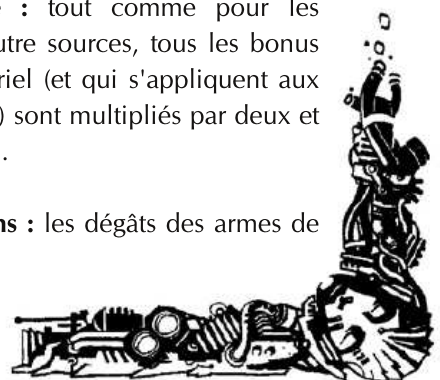 : tout comme pour les
utre sources, tous les bonus
riel (et qui s'appliquent aux
) sont multipliés par deux et
.
ns : les dégâts des armes de